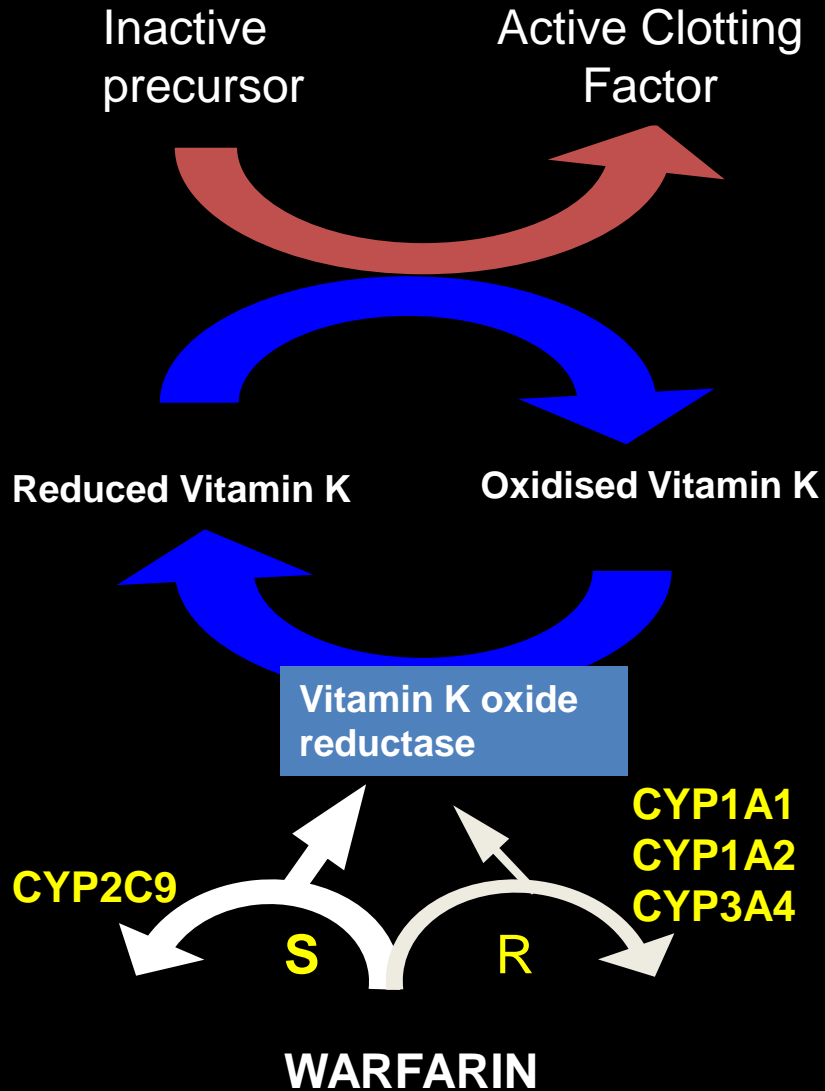 Inactive
precursor
Active Clotting
Factor
Reduced Vitamin K
Oxidised Vitamin K
Vitamin K oxide
reductase
CYP2C9
CYP1A1
CYP1A2
CYP3A4
S
R
WARFARIN